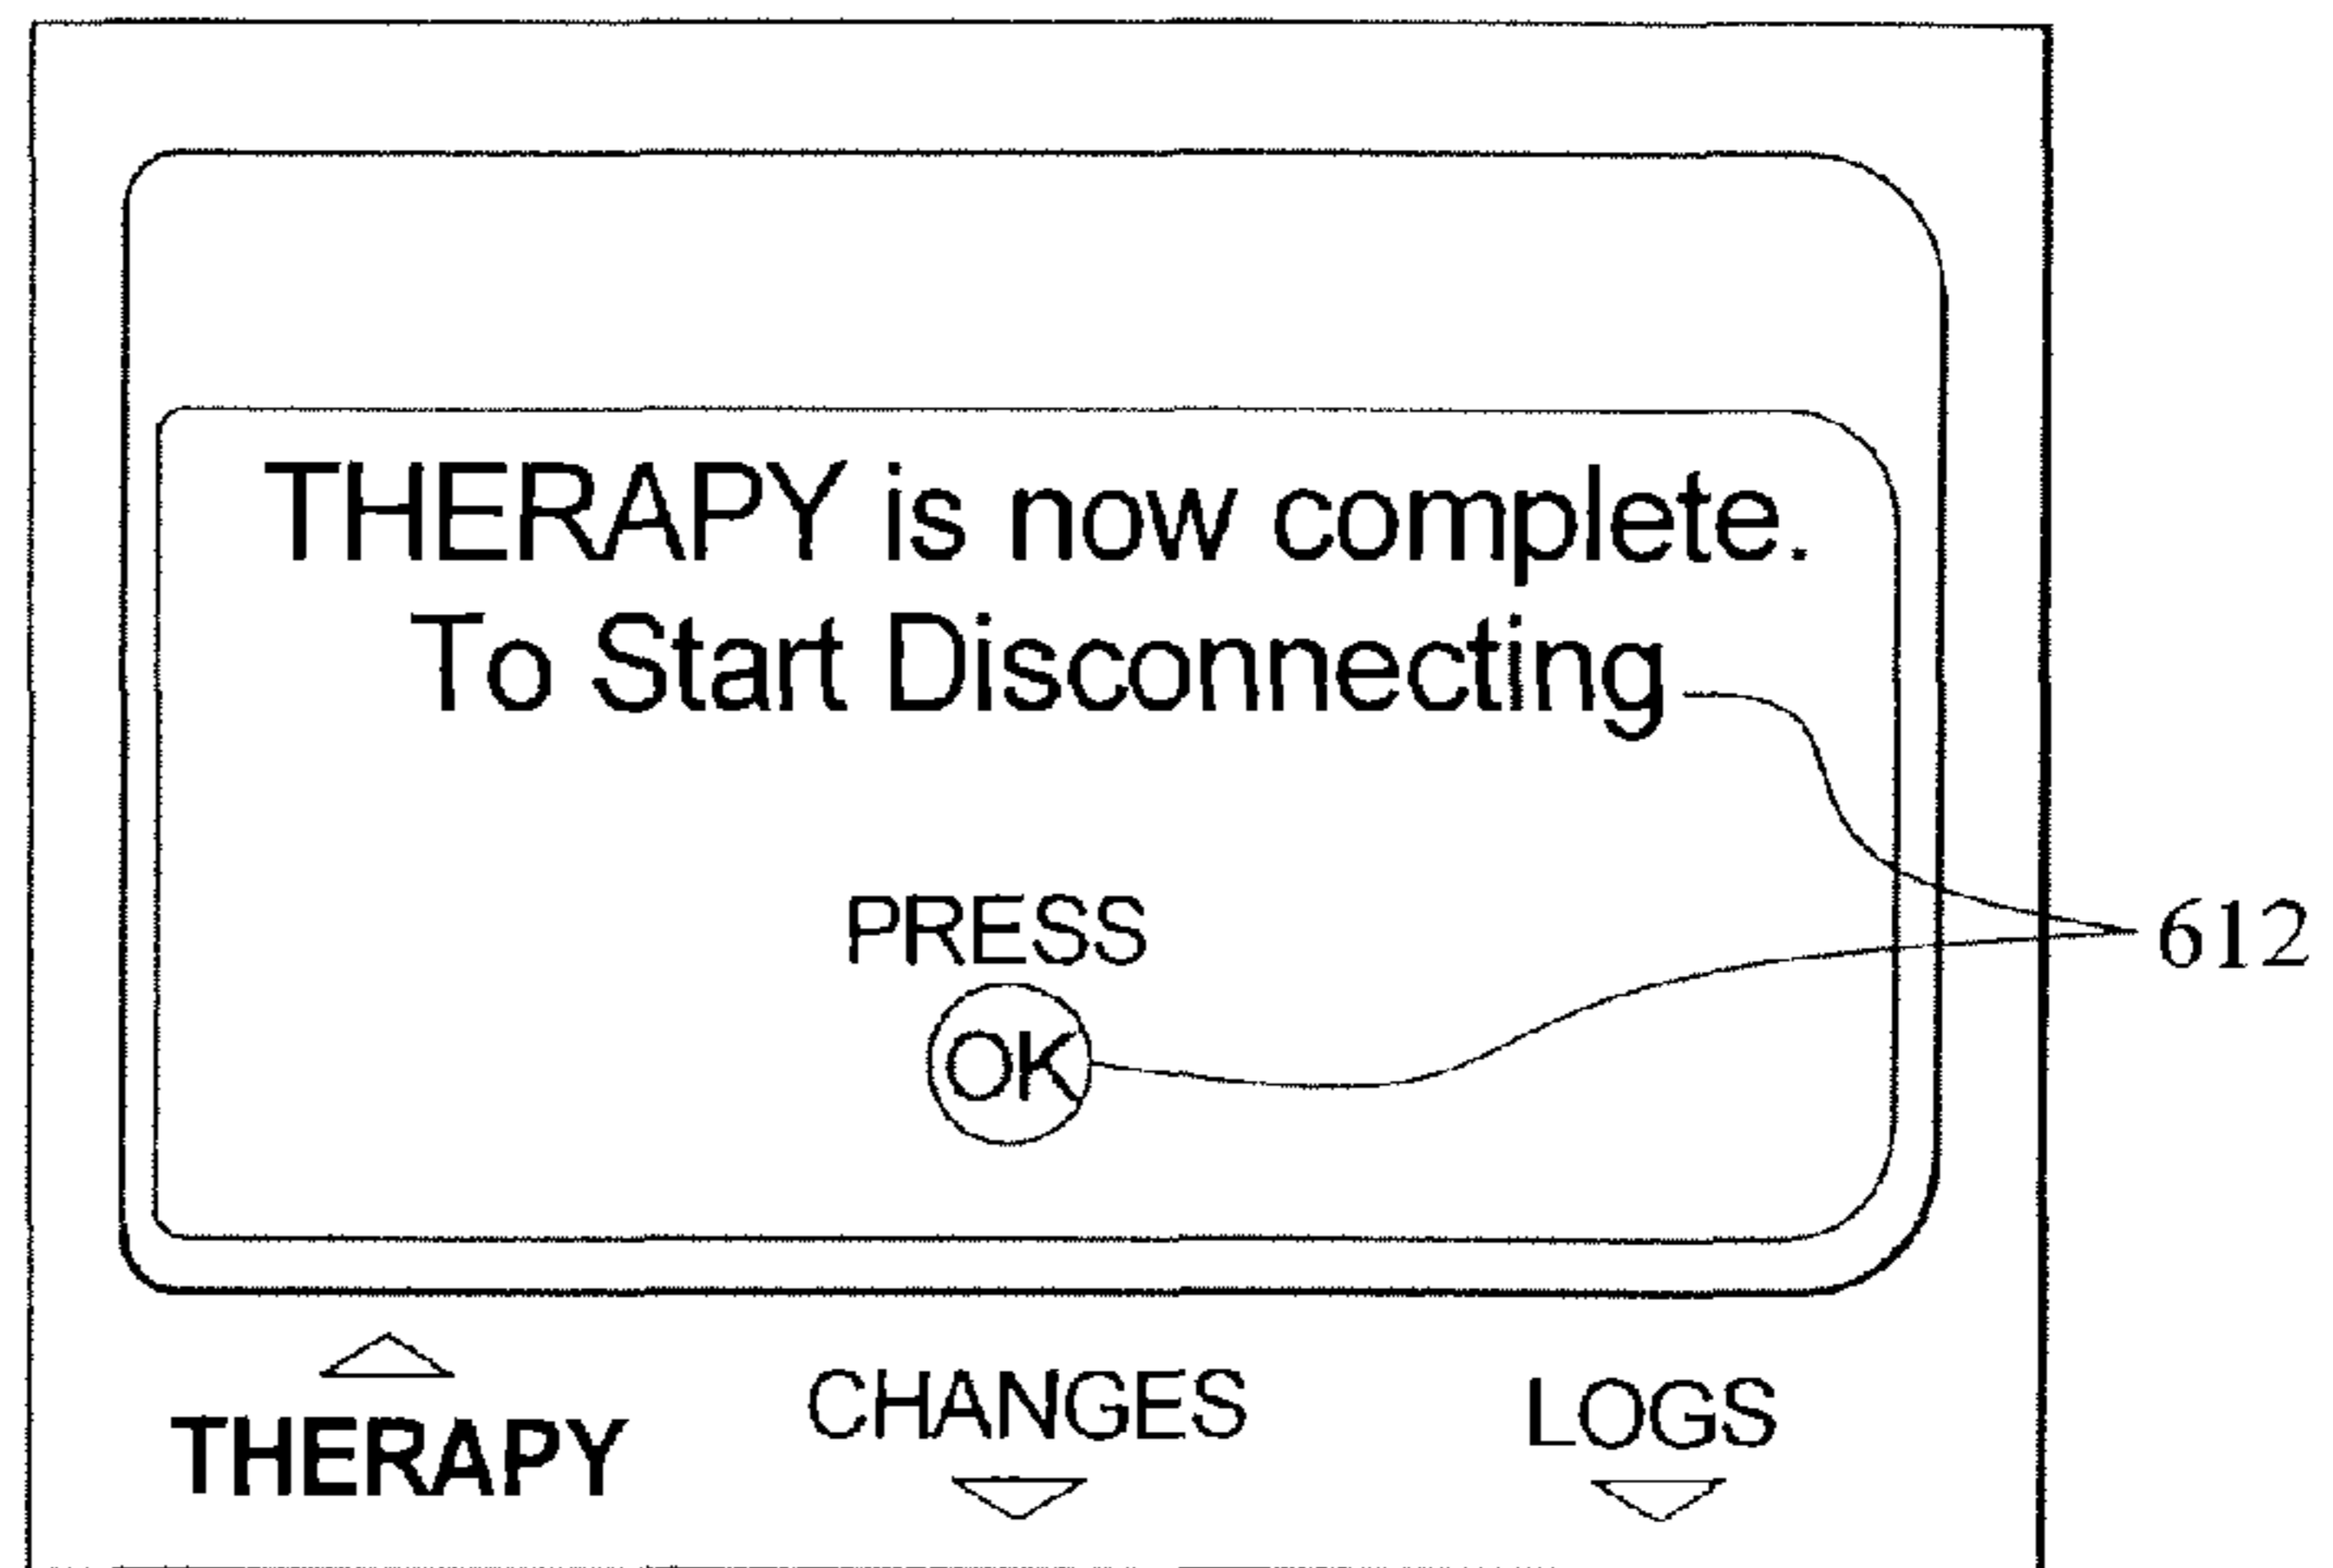 THERAPY is now complete.
To Start Disconnecting
PRESS
612
OK
THERAPY CHANGES LOGS